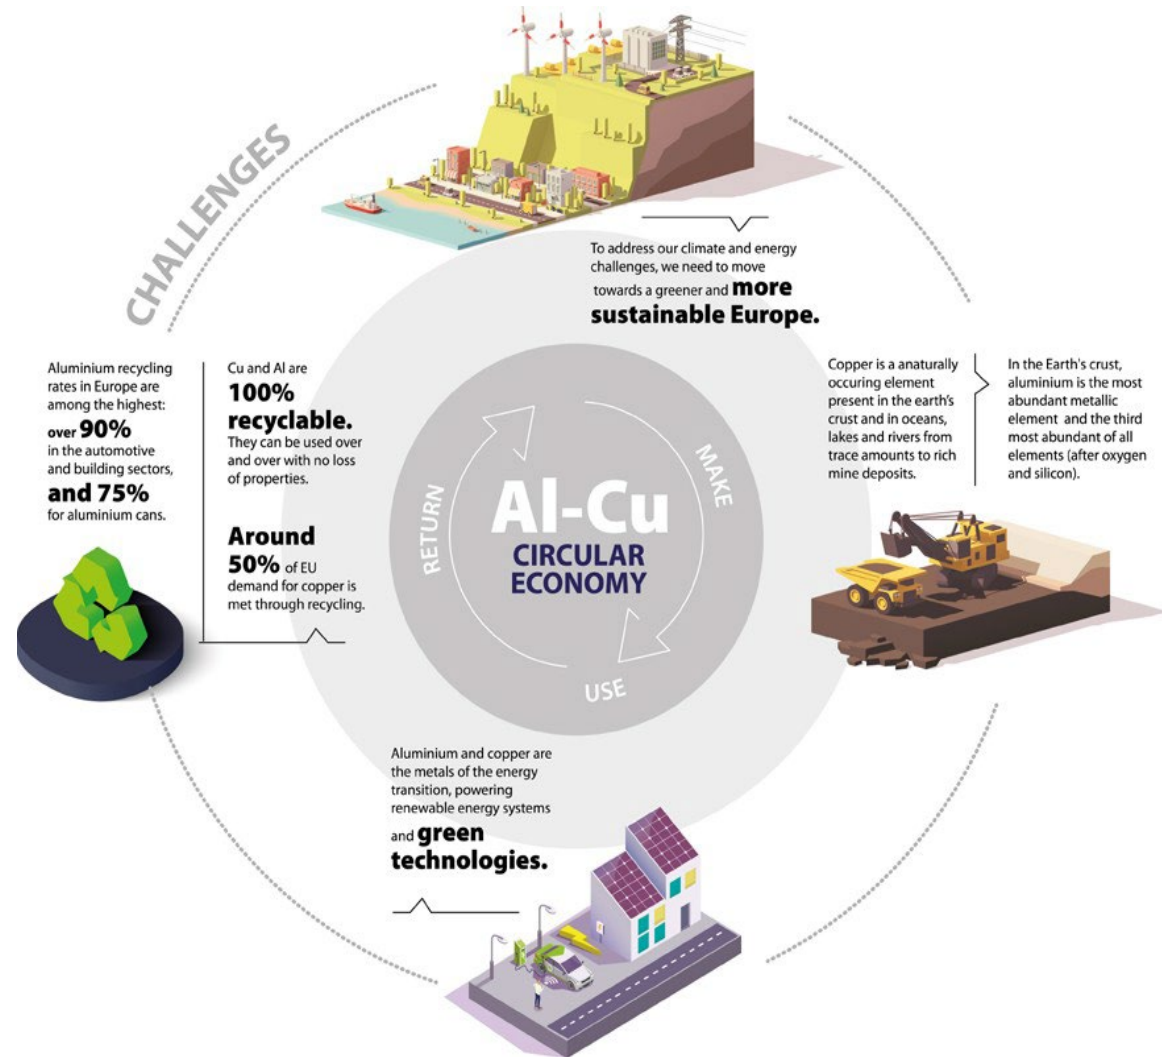 CHALLENGES
To address our climate and energy
challenges, we need to move
towards a greener and more
sustainable Europe.
Aluminium recycling
rates in Europe are
among the highest:
over 90%
in the automotive
and building sectors,
and 75%
for aluminium cans.
Cu and Al are
100%
recyclable.
They can be used over
and over with no loss
of properties.
Around
50% of EU
demand for copper is
met through recycling.
RETURN
MAKE
USE
Al-Cu
CIRCULAR
ECONOMY
Copper is a anaturally
occuring element
present in the earth's
crust and in oceans,
lakes and rivers from
trace amounts to rich
mine deposits.
In the Earth's crust,
aluminium is the most
abundant metallic
element and the third
most abundant of all
elements (after oxygen
and silicon).
Aluminium and copper are
the metals of the energy
transition, powering
renewable energy systems
and green
technologies.